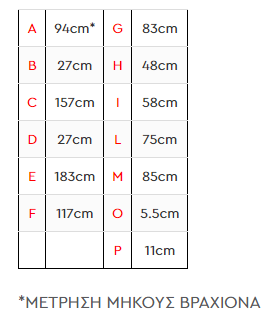 A 94cm* G 83cm
B 27cm H 48cm
C 157cm I 58cm
D 27cm L 75cm
E 183cm M 85cm
F 117cm O 5.5cm
P 11cm
*ΜΕΤΡΗΣΗ ΜΗΚΟΥΣ ΒΡΑΧΙΟΝΑ